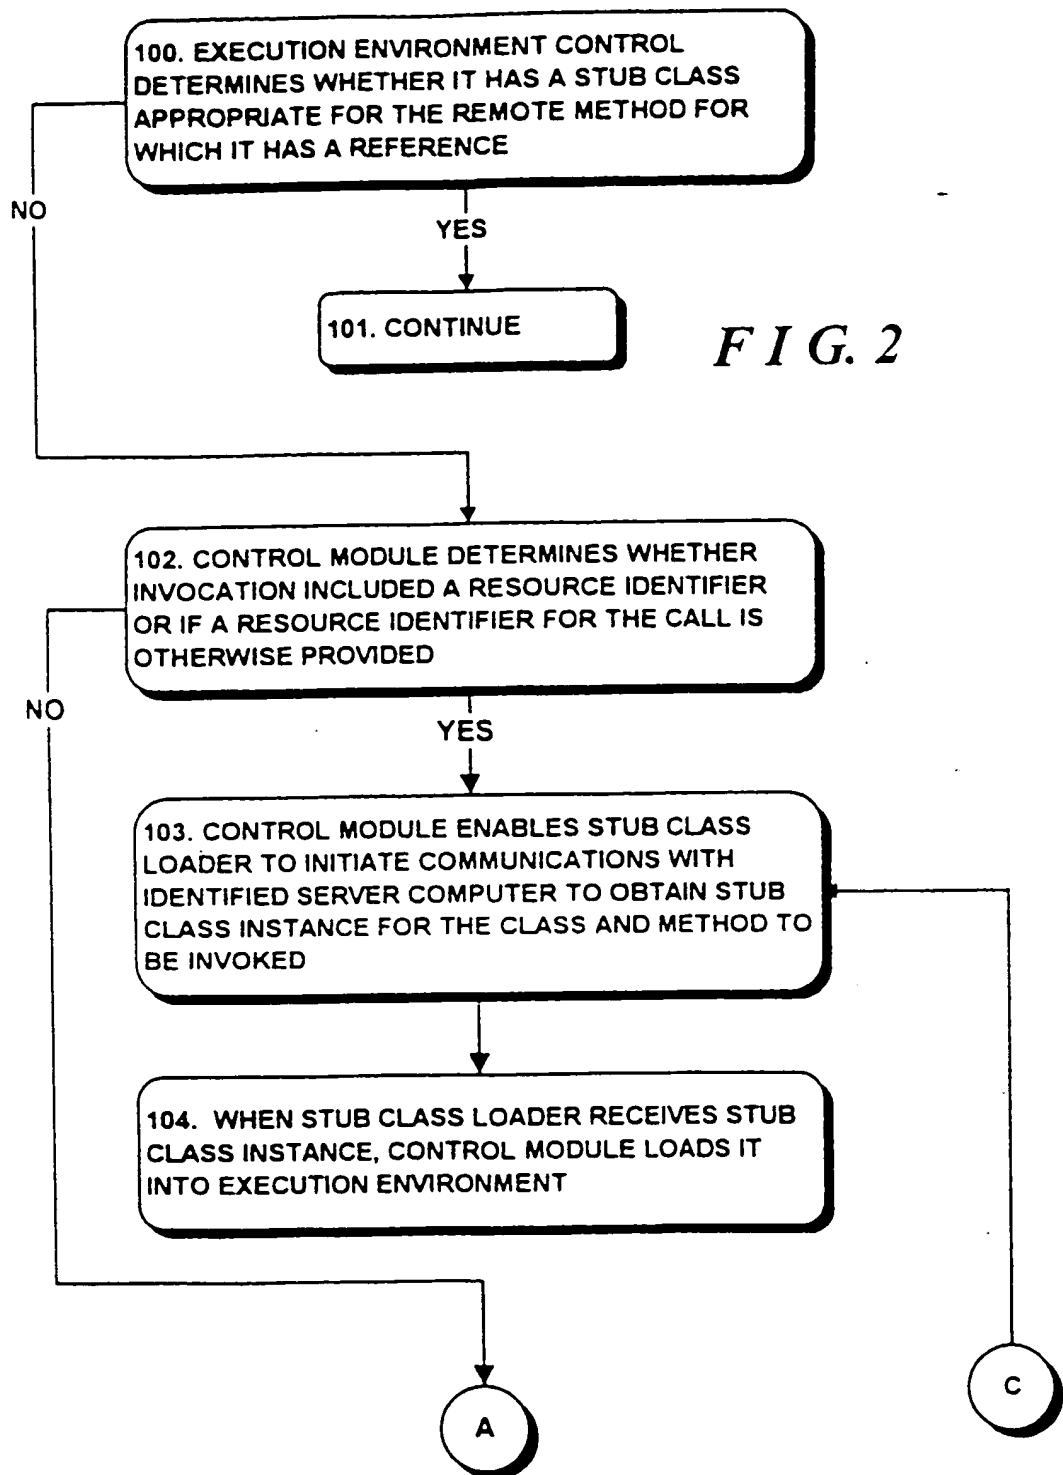 100. EXECUTION ENVIRONMENT CONTROL
DETERMINES WHETHER IT HAS A STUB CLASS
APPROPRIATE FOR THE REMOTE METHOD FOR
WHICH IT HAS A REFERENCE
NO
YES
101. CONTINUE
FIG. 2
102. CONTROL MODULE DETERMINES WHETHER
INVOCATION INCLUDED A RESOURCE IDENTIFIER
OR IF A RESOURCE IDENTIFIER FOR THE CALL IS
OTHERWISE PROVIDED
NO
YES
103. CONTROL MODULE ENABLES STUB CLASS
LOADER TO INITIATE COMMUNICATIONS WITH
IDENTIFIED SERVER COMPUTER TO OBTAIN STUB
CLASS INSTANCE FOR THE CLASS AND METHOD TO
BE INVOKED
104. WHEN STUB CLASS LOADER RECEIVES STUB
CLASS INSTANCE, CONTROL MODULE LOADS IT
INTO EXECUTION ENVIRONMENT
C
A